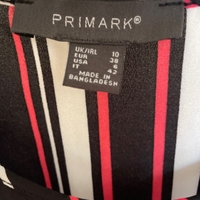 PRIMARK®
UK/IRL 10
EUR 38
USA 6
IT 42
MADE IN
BANGLADESH